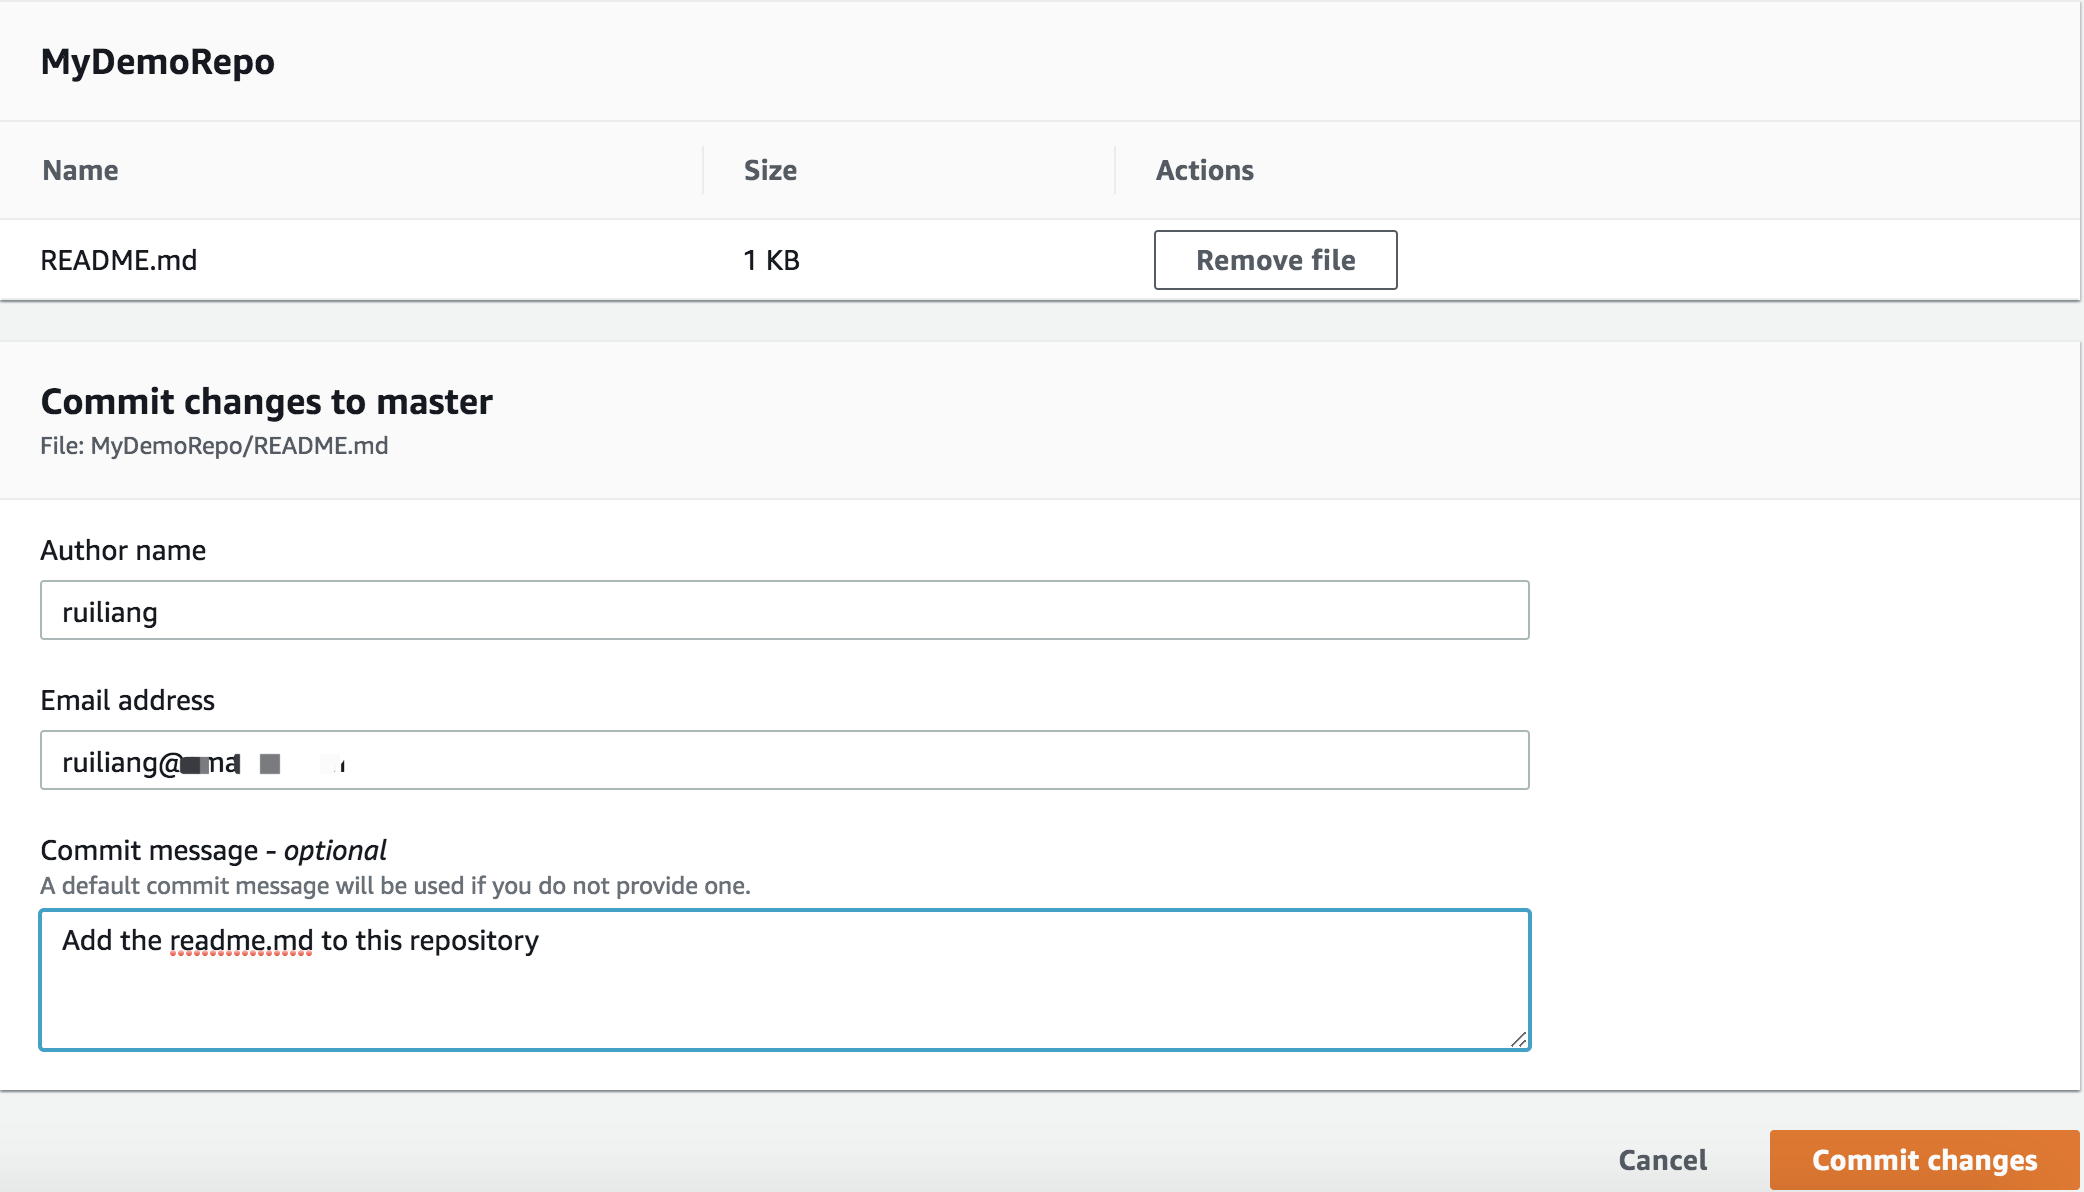 MyDemoRepo
Name Size Actions
README.md 1 KB Remove file
Commit changes to master
File: MyDemoRepo/README.md
Author name
ruiliang
Email address
ruiliang@
Commit message - optional
A default commit message will be used if you do not provide one.
Add the readme.md to this repository
Cancel Commit changes